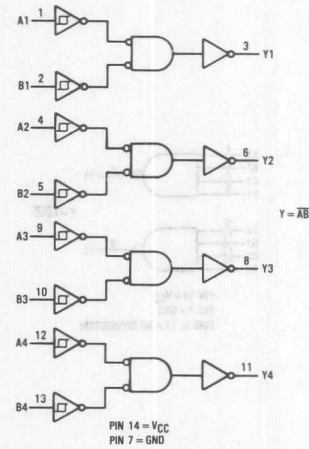 A1 1
B1 2
3 Y1
A2 4
B2 5
6 Y2
Y = A̅B̅
A3 9
B3 10
8 Y3
A4 12
B4 13
11 Y4
PIN 14 = VCC
PIN 7 = GND